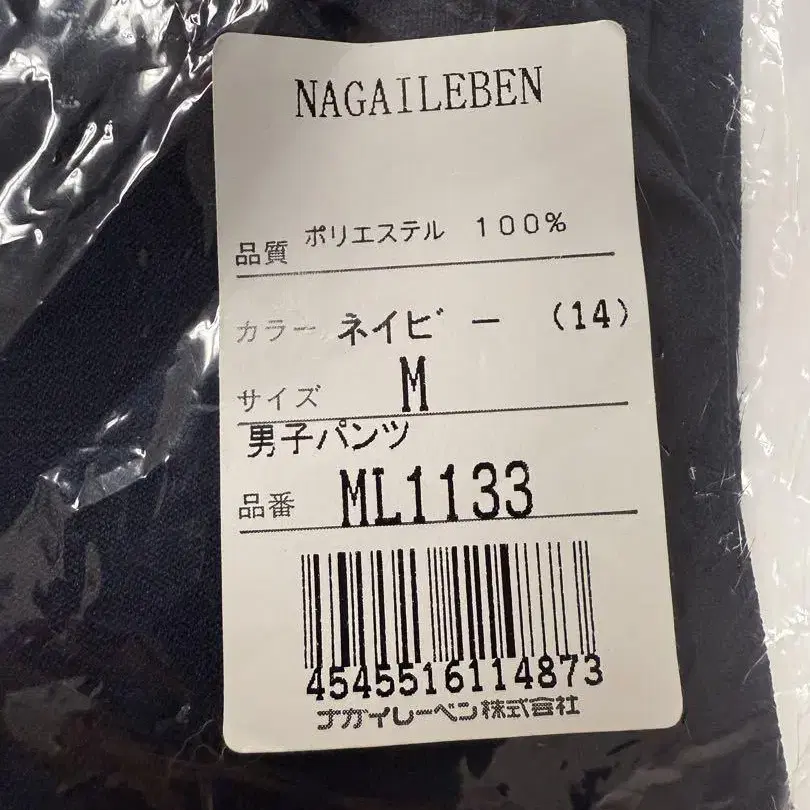 NAGAILEBEN
品質 ポリエステル 100%
カラー ネイビー (14)
サイズ M
男子パンツ
品番 ML1133
4545516114873
ナガイレーベン株式会社